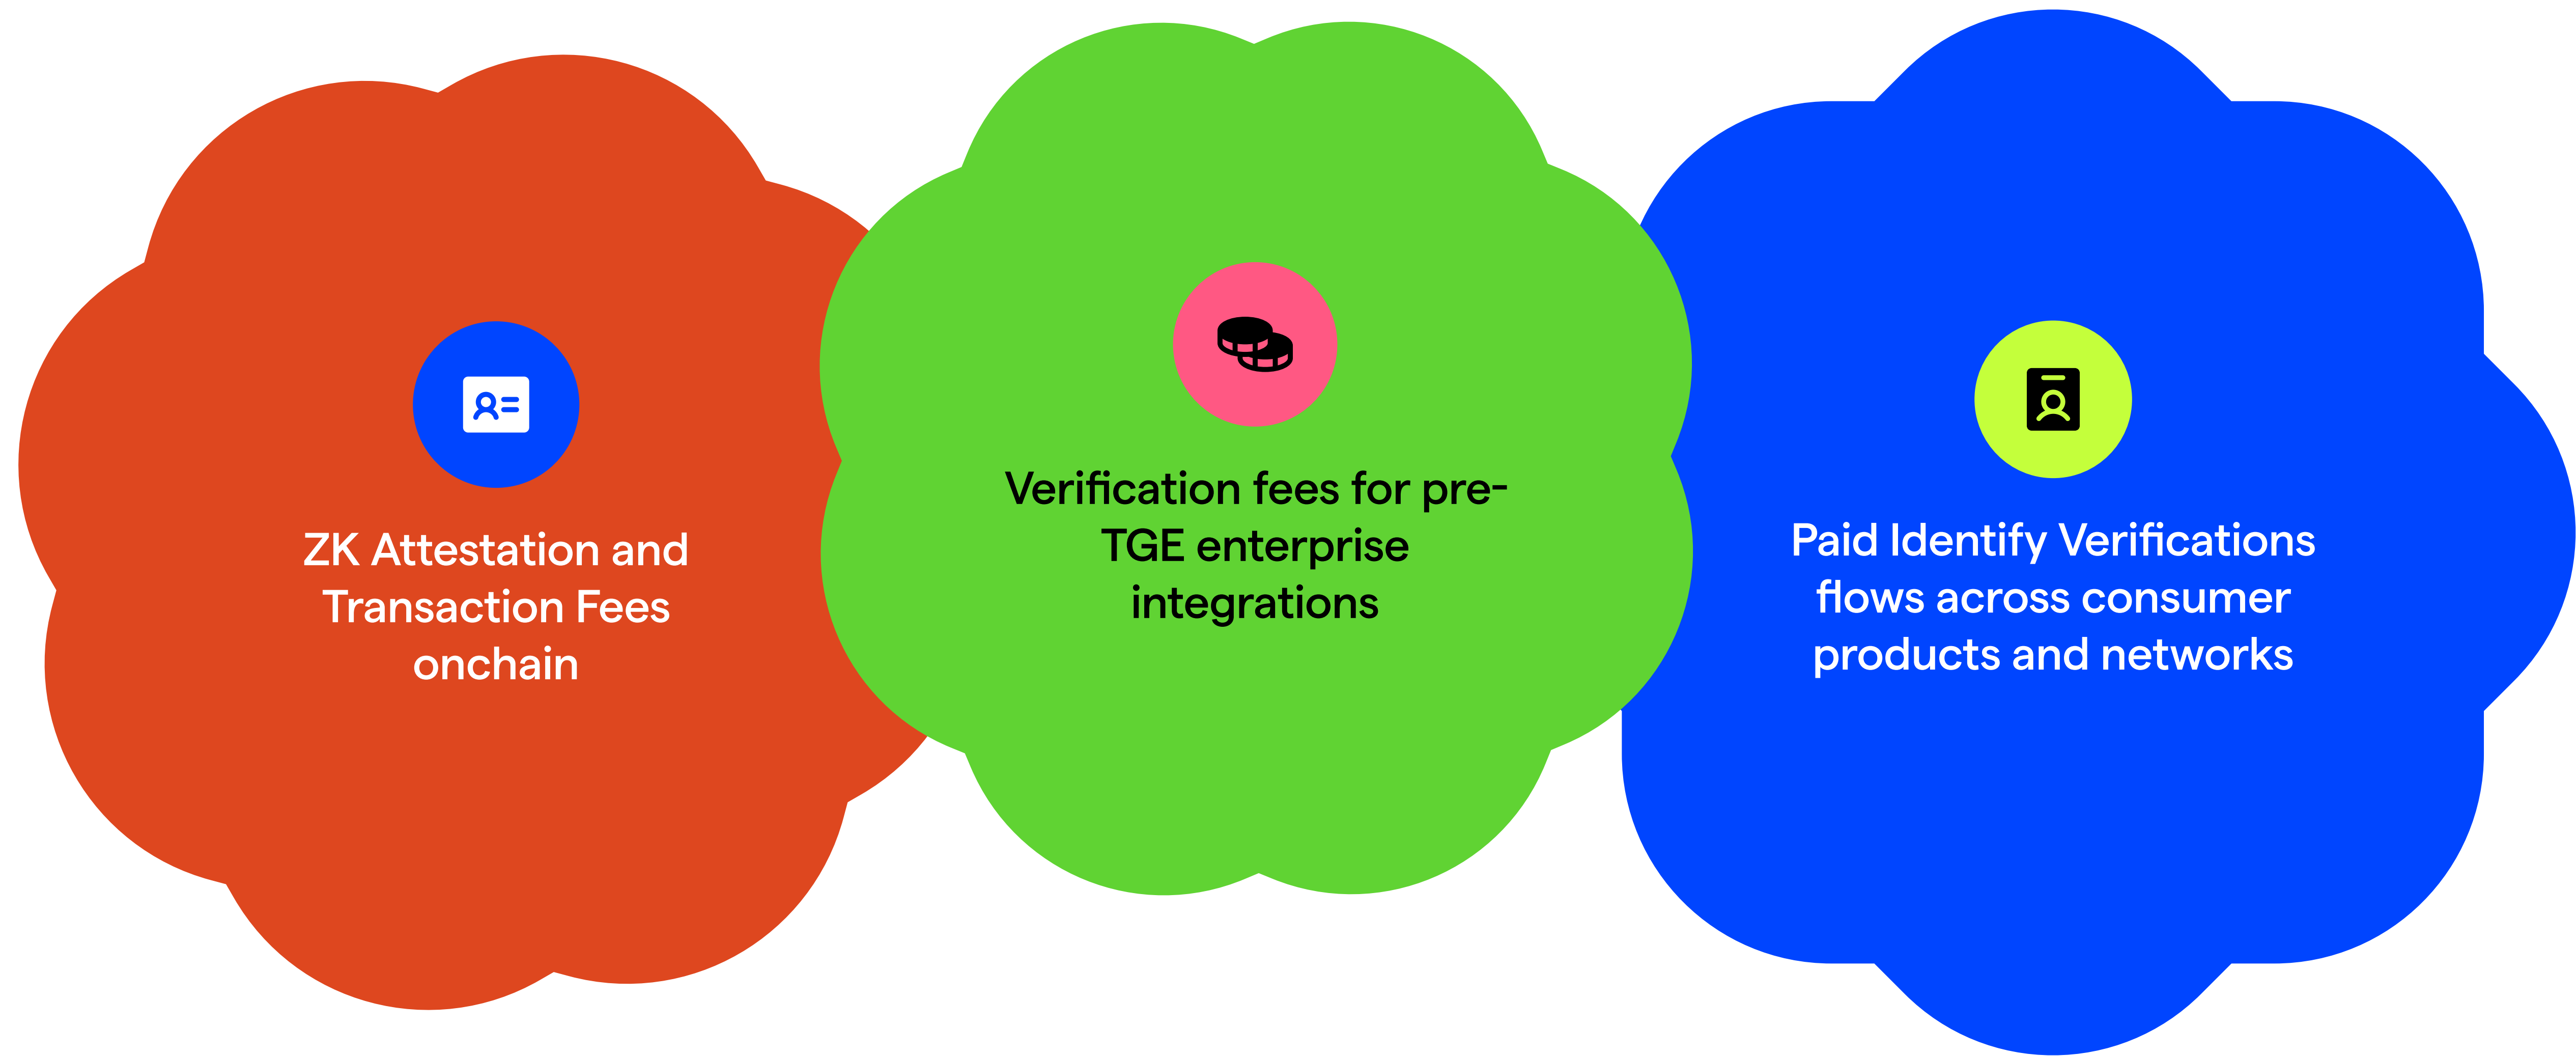 ZK Attestation and
Transaction Fees
onchain
Verification fees for pre-
TGE enterprise
integrations
Paid Identify Verifications
flows across consumer
products and networks